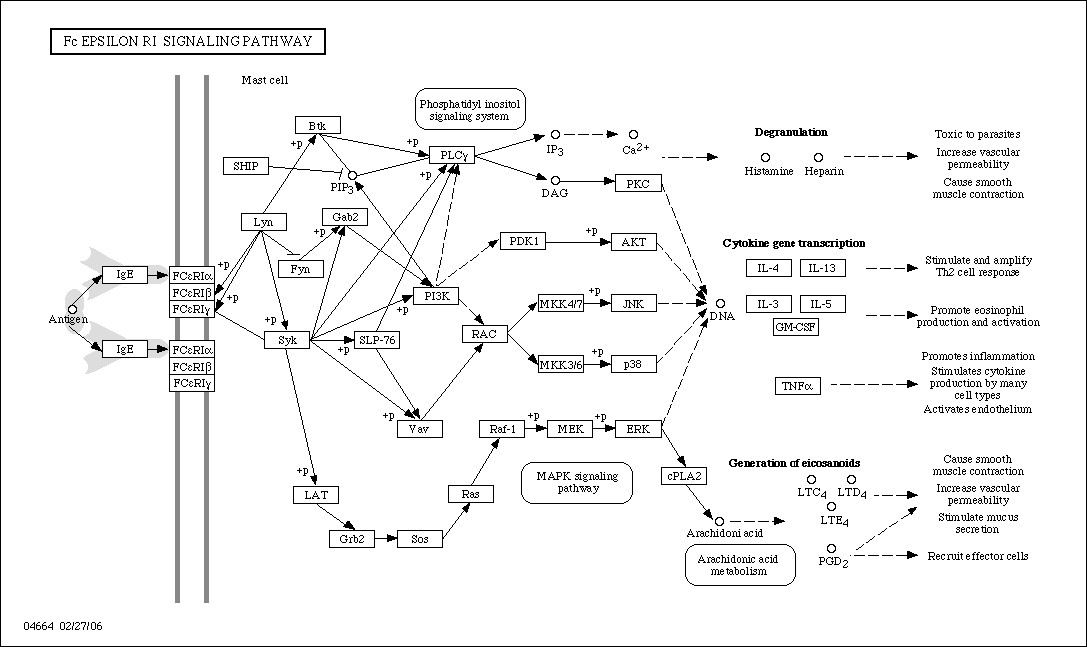 Fc EPSILON RI SIGNALING PATHWAY
Mast cell
Phosphatidyl inositol
signaling system
Btk
+p
+p
SHIP
PIP3
PLCγ
+p
IP3
Ca2+
DAG
PKC
Degranulation
Histamine
Heparin
Toxic to parasites
Increase vascular
permeability
Cause smooth
muscle contraction
Lyn
Gab2
+p
Fyn
+p
+p
PDK1
+p
AKT
Cytokine gene transcription
IL-4
IL-13
IL-3
IL-5
GM-CSF
TNFα
Stimulate and amplify
Th2 cell response
Promote eosinophil
production and activation
Promotes inflammation
Stimulates cytokine
production by many
cell types
Activates endothelium
Antigen
IgE
FCεRIα
FCεRIβ
FCεRIγ
IgE
FCεRIα
FCεRIβ
FCεRIγ
+p
Syk
+p
SLP-76
PI3K
+p
RAC
MKK4/7
+p
JNK
DNA
MKK3/6
+p
p38
+p
Vav
Raf-1
+p
MEK
+p
ERK
MAPK signaling
pathway
+p
LAT
Grb2
Sos
Ras
cPLA2
Arachidoni acid
Arachidonic acid
metabolism
Generation of eicosanoids
LTC4
LTD4
LTE4
PGD2
Cause smooth
muscle contraction
Increase vascular
permeability
Stimulate mucus
secretion
Recruit effector cells
04664 02/27/06